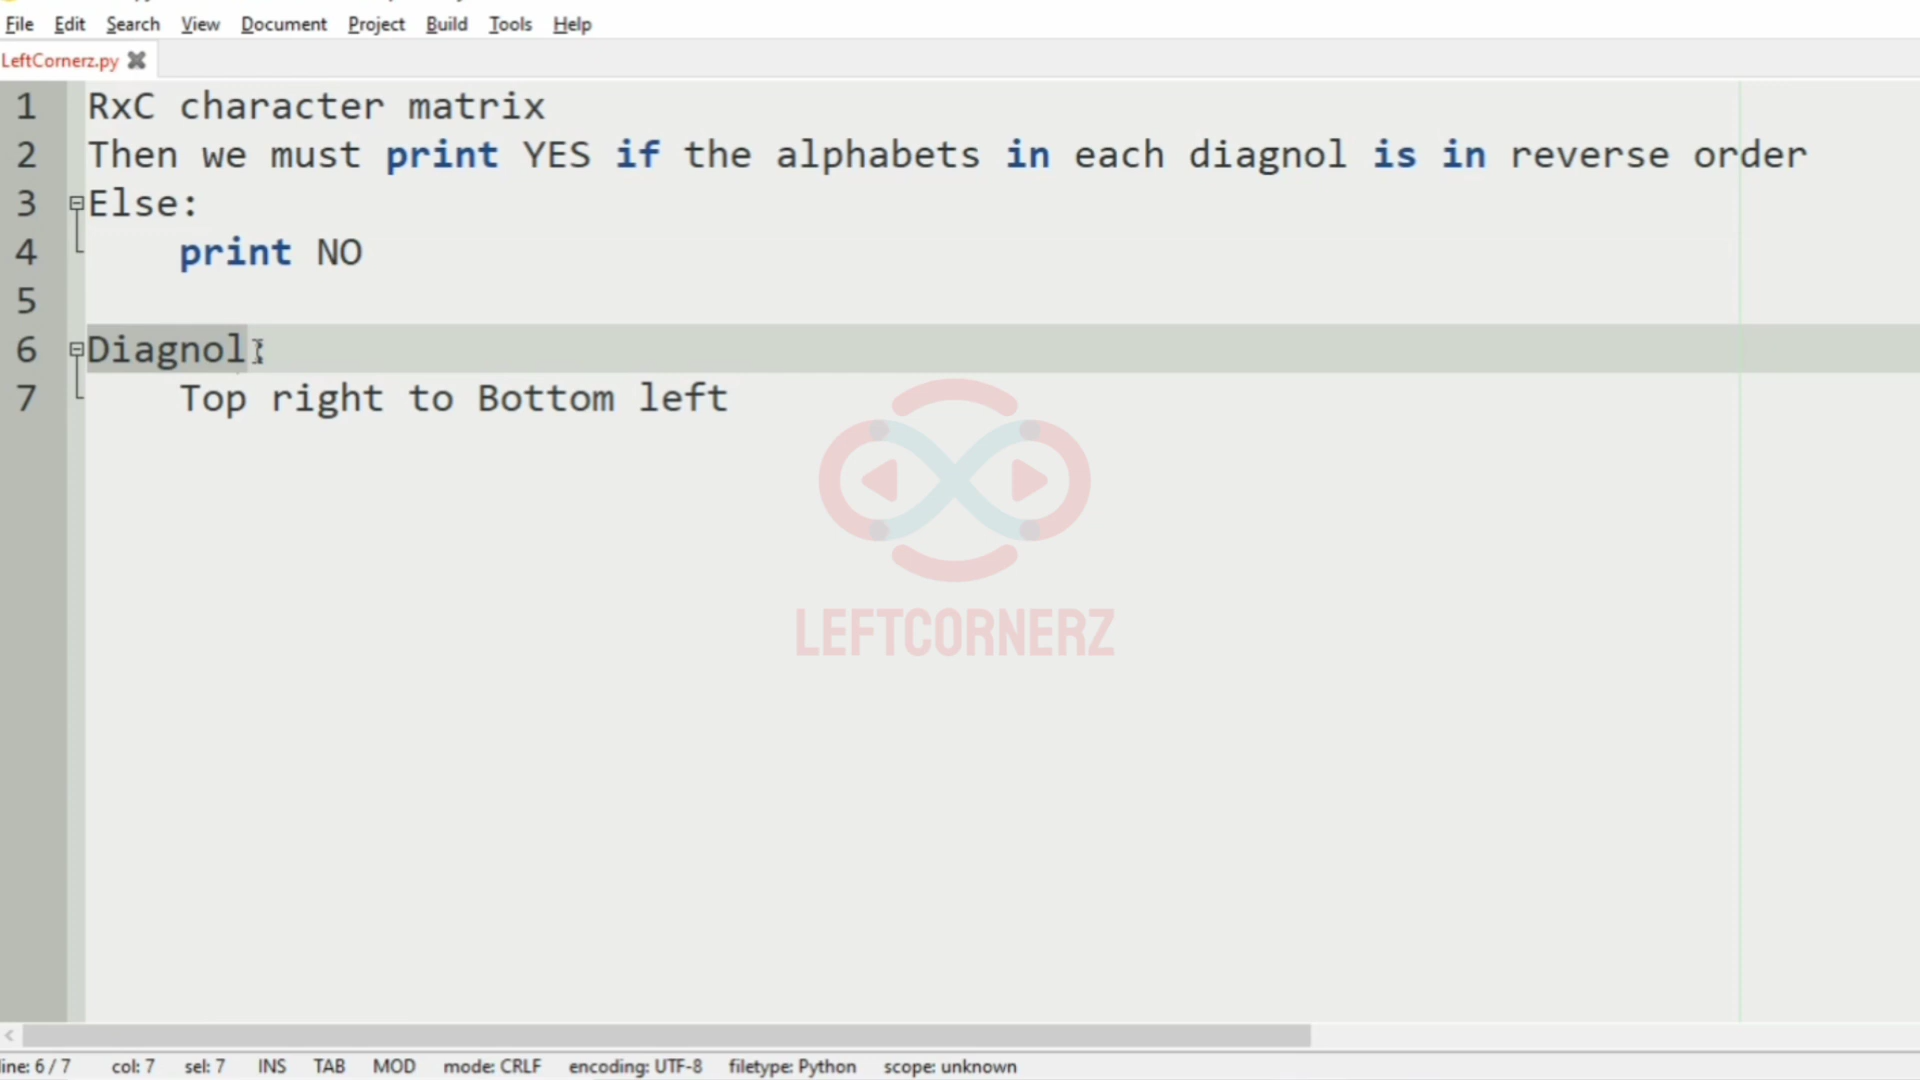 File Edit Search View Document Project Build Tools Help
LeftCornerz.py
1 RxC character matrix
2 Then we must print YES if the alphabets in each diagnol is in reverse order
3 Else:
4 print NO
5
6 Diagnol:
7 Top right to Bottom left
LEFTCORNERZ
line: 6 / 7 col: 7 sel: 7 INS TAB MOD mode: CRLF encoding: UTF-8 filetype: Python scope: unknown